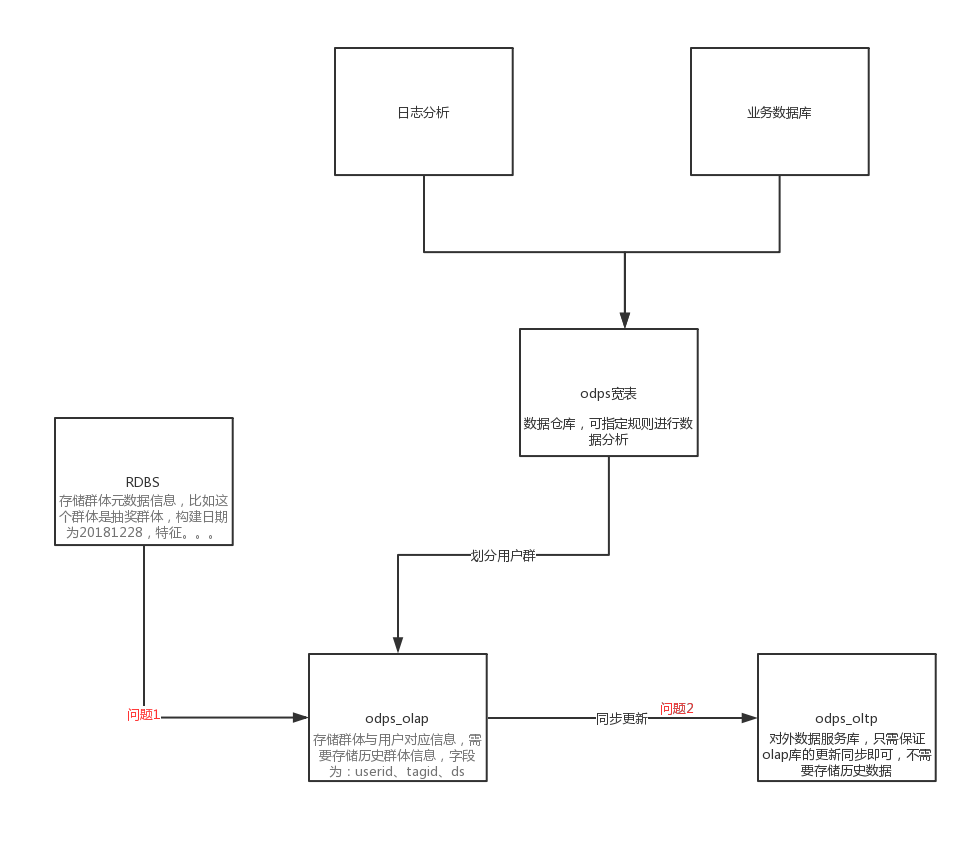 日志分析
业务数据库
odps宽表
数据仓库，可指定规则进行数
据分析
RDBS
存储群体元数据信息，比如这
个群体是抽奖群体，构建日期
为20181228，特征。。。
划分用户群
问题1
odps_olap
存储群体与用户对应信息，需
要存储历史群体信息，字段
为：userid、tagid、ds
同步更新
问题2
odps_oltp
对外数据服务库，只需保证
olap库的更新同步即可，不需
要存储历史数据